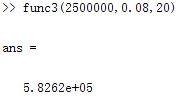 >> func3(2500000,0.08,20)
ans =
5.8262e+05